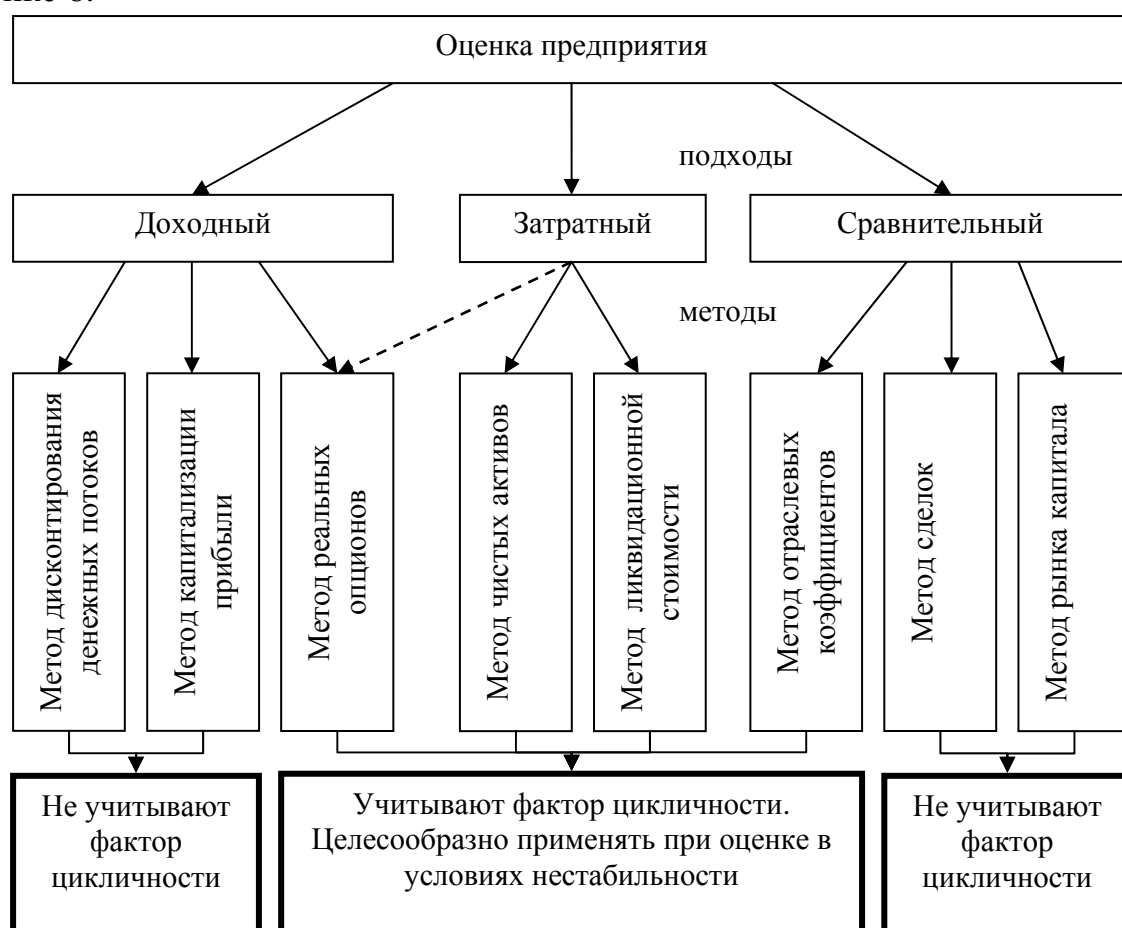 Оценка предприятия
подходы
Доходный
Затратный
Сравнительный
методы
Метод дисконтирования
денежных потоков
Метод капитализации
прибыли
Метод реальных
опционов
Метод чистых активов
Метод ликвидационной
стоимости
Метод отраслевых
коэффициентов
Метод сделок
Метод рынка капитала
Не учитывают
фактор
цикличности
Учитывают фактор цикличности.
Целесообразно применять при оценке в
условиях нестабильности
Не учитывают
фактор
цикличности